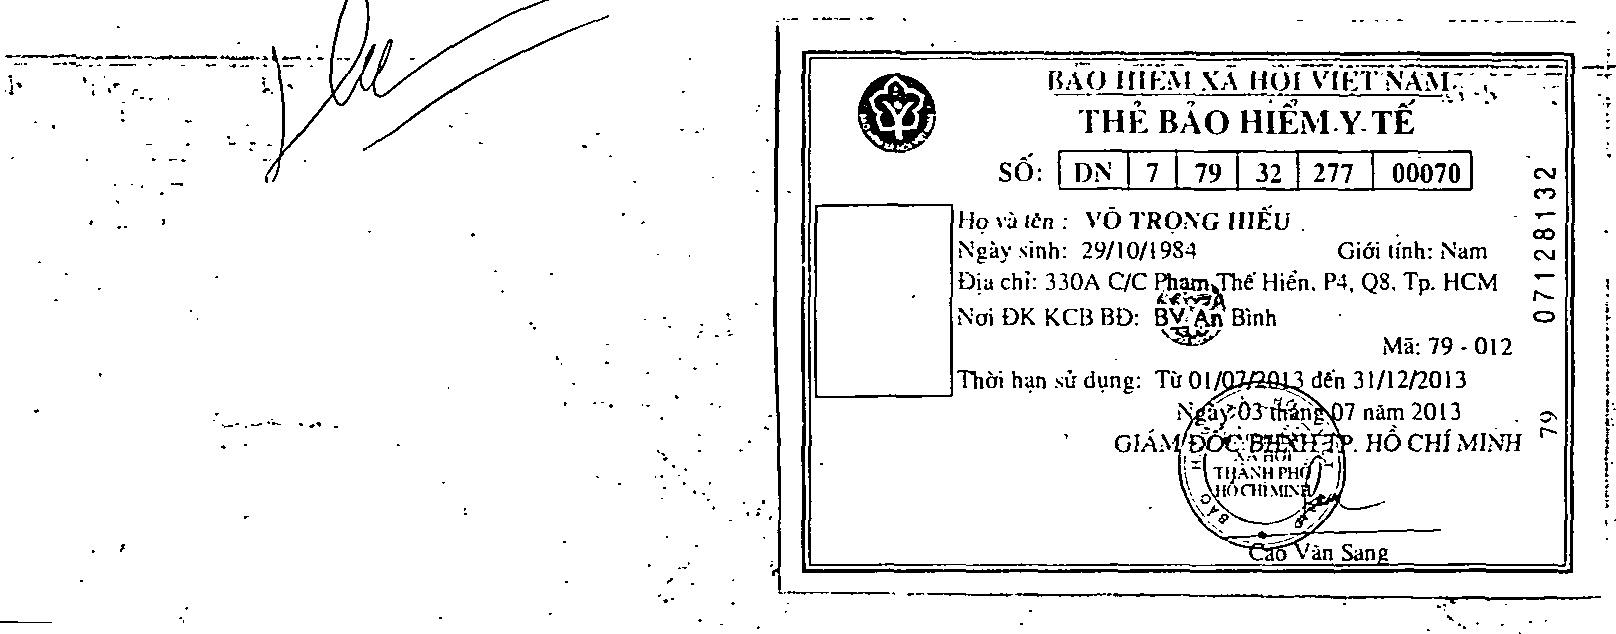 BẢO HIỂM XÃ HỘI VIỆT NAM
THẺ BẢO HIỂM Y TẾ
SỐ: DN 7 79 32 277 00070
Họ và tên : VÕ TRỌNG HIẾU
Ngày sinh: 29/10/1984 Giới tính: Nam
Địa chỉ: 330A C/C Phạm Thế Hiển, P4, Q8, Tp. HCM
Nơi ĐK KCB BĐ: BV An Bình
Mã: 79 - 012
Thời hạn sử dụng: Từ 01/07/2013 đến 31/12/2013
Ngày 03 tháng 07 năm 2013
GIÁM ĐỐC BHXH TP. HỒ CHÍ MINH
XÃ HỘI
THÀNH PHỐ
HỒ CHÍ MINH
Cao Văn Sang
79 07128132